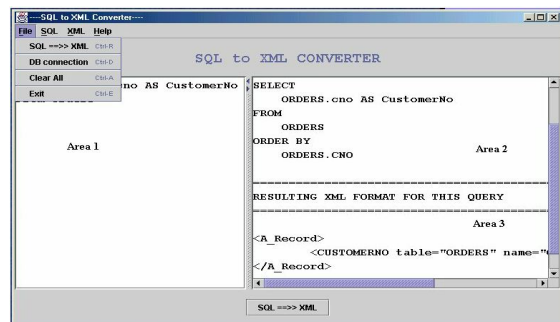 ----SQL to XML Converter----
File SQL XML Help
SQL ==>> XML Ctrl-R
DB connection Ctrl-D
Clear All Ctrl-A
Exit Ctrl-E
SQL to XML CONVERTER
cno AS CustomerNo
Area 1
SELECT
ORDERS.cno AS CustomerNo
FROM
ORDERS
ORDER BY
ORDERS.CNO
Area 2
RESULTING XML FORMAT FOR THIS QUERY
Area 3
<A_Record>
<CUSTOMERNO table="ORDERS" name="
</A_Record>
SQL ==>> XML